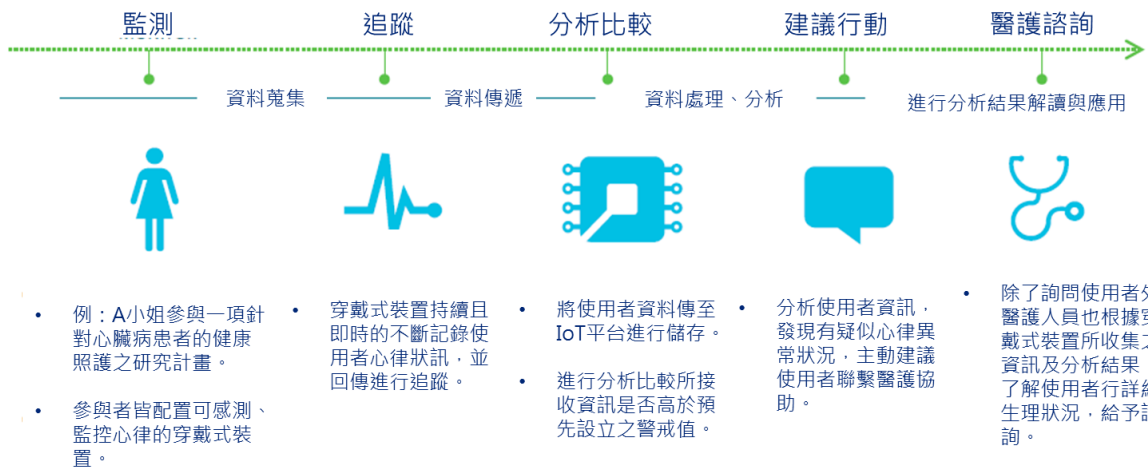 監測
追蹤
分析比較
建議行動
醫護諮詢
資料蒐集
資料傳遞
資料處理、分析
進行分析結果解讀與應用
• 例：A小姐參與一項針
對心臟病患者的健康
照護之研究計畫。
• 參與者皆配置可感測、
監控心律的穿戴式裝
置。
• 穿戴式裝置持續且
即時的不斷記錄使
用者心律狀訊，並
回傳進行追蹤。
• 將使用者資料傳至
IoT平台進行儲存。
• 進行分析比較所接
收資訊是否高於預
先設立之警戒值。
• 分析使用者資訊，
發現有疑似心律異
常狀況，主動建議
使用者聯繫醫護協
助。
• 除了詢問使用者
醫護人員也根據
戴式裝置所收集
資訊及分析結果
了解使用者行詳
生理狀況，給予
詢。